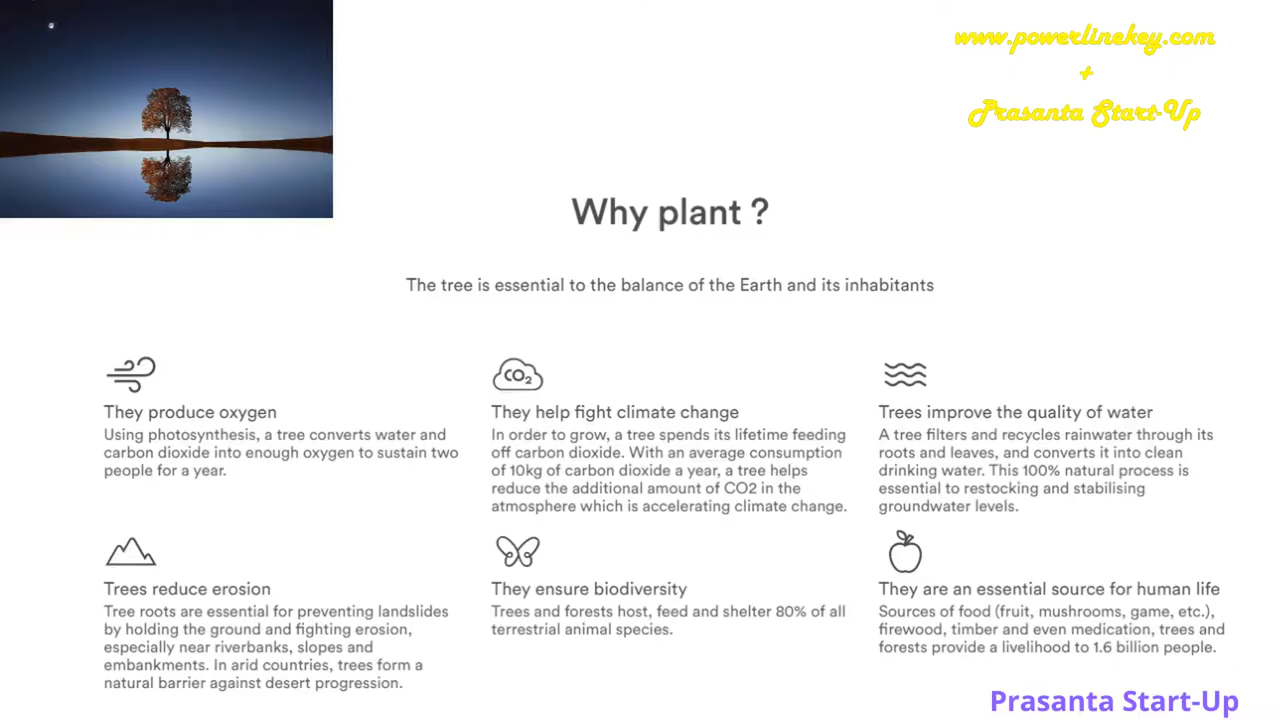 www.powerlinekey.com
+
Prasanta Start-Up
Why plant ?
The tree is essential to the balance of the Earth and its inhabitants
They produce oxygen
Using photosynthesis, a tree converts water and
carbon dioxide into enough oxygen to sustain two
people for a year.
CO2
They help fight climate change
In order to grow, a tree spends its lifetime feeding
off carbon dioxide. With an average consumption
of 10kg of carbon dioxide a year, a tree helps
reduce the additional amount of CO2 in the
atmosphere which is accelerating climate change.
Trees improve the quality of water
A tree filters and recycles rainwater through its
roots and leaves, and converts it into clean
drinking water. This 100% natural process is
essential to restocking and stabilising
groundwater levels.
Trees reduce erosion
Tree roots are essential for preventing landslides
by holding the ground and fighting erosion,
especially near riverbanks, slopes and
embankments. In arid countries, trees form a
natural barrier against desert progression.
They ensure biodiversity
Trees and forests host, feed and shelter 80% of all
terrestrial animal species.
They are an essential source for human life
Sources of food (fruit, mushrooms, game, etc.),
firewood, timber and even medication, trees and
forests provide a livelihood to 1.6 billion people.
Prasanta Start-Up